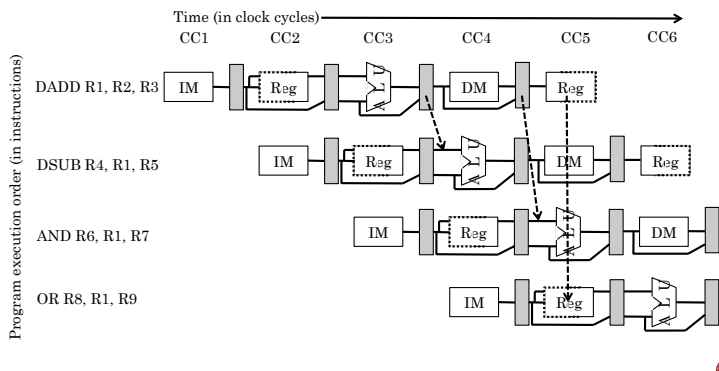 Time (in clock cycles)
CC1 CC2 CC3 CC4 CC5 CC6
Program execution order (in instructions)
DADD R1, R2, R3 IM Reg ALU DM Reg
DSUB R4, R1, R5 IM Reg ALU DM Reg
AND R6, R1, R7 IM Reg ALU DM
OR R8, R1, R9 IM Reg ALU